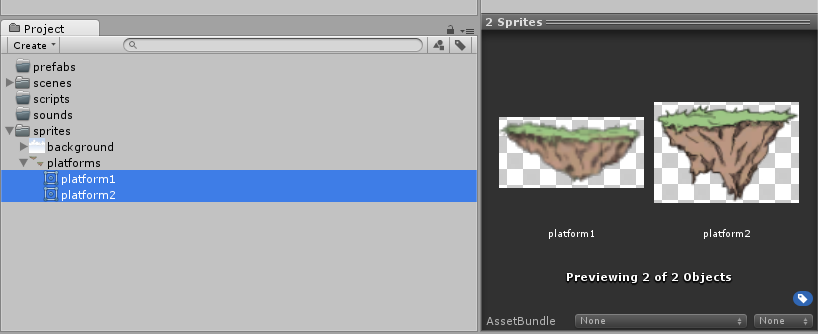 Project
Create
prefabs
scenes
scripts
sounds
sprites
background
platforms
platform1
platform2
2 Sprites
platform1 platform2
Previewing 2 of 2 Objects
AssetBundle None None